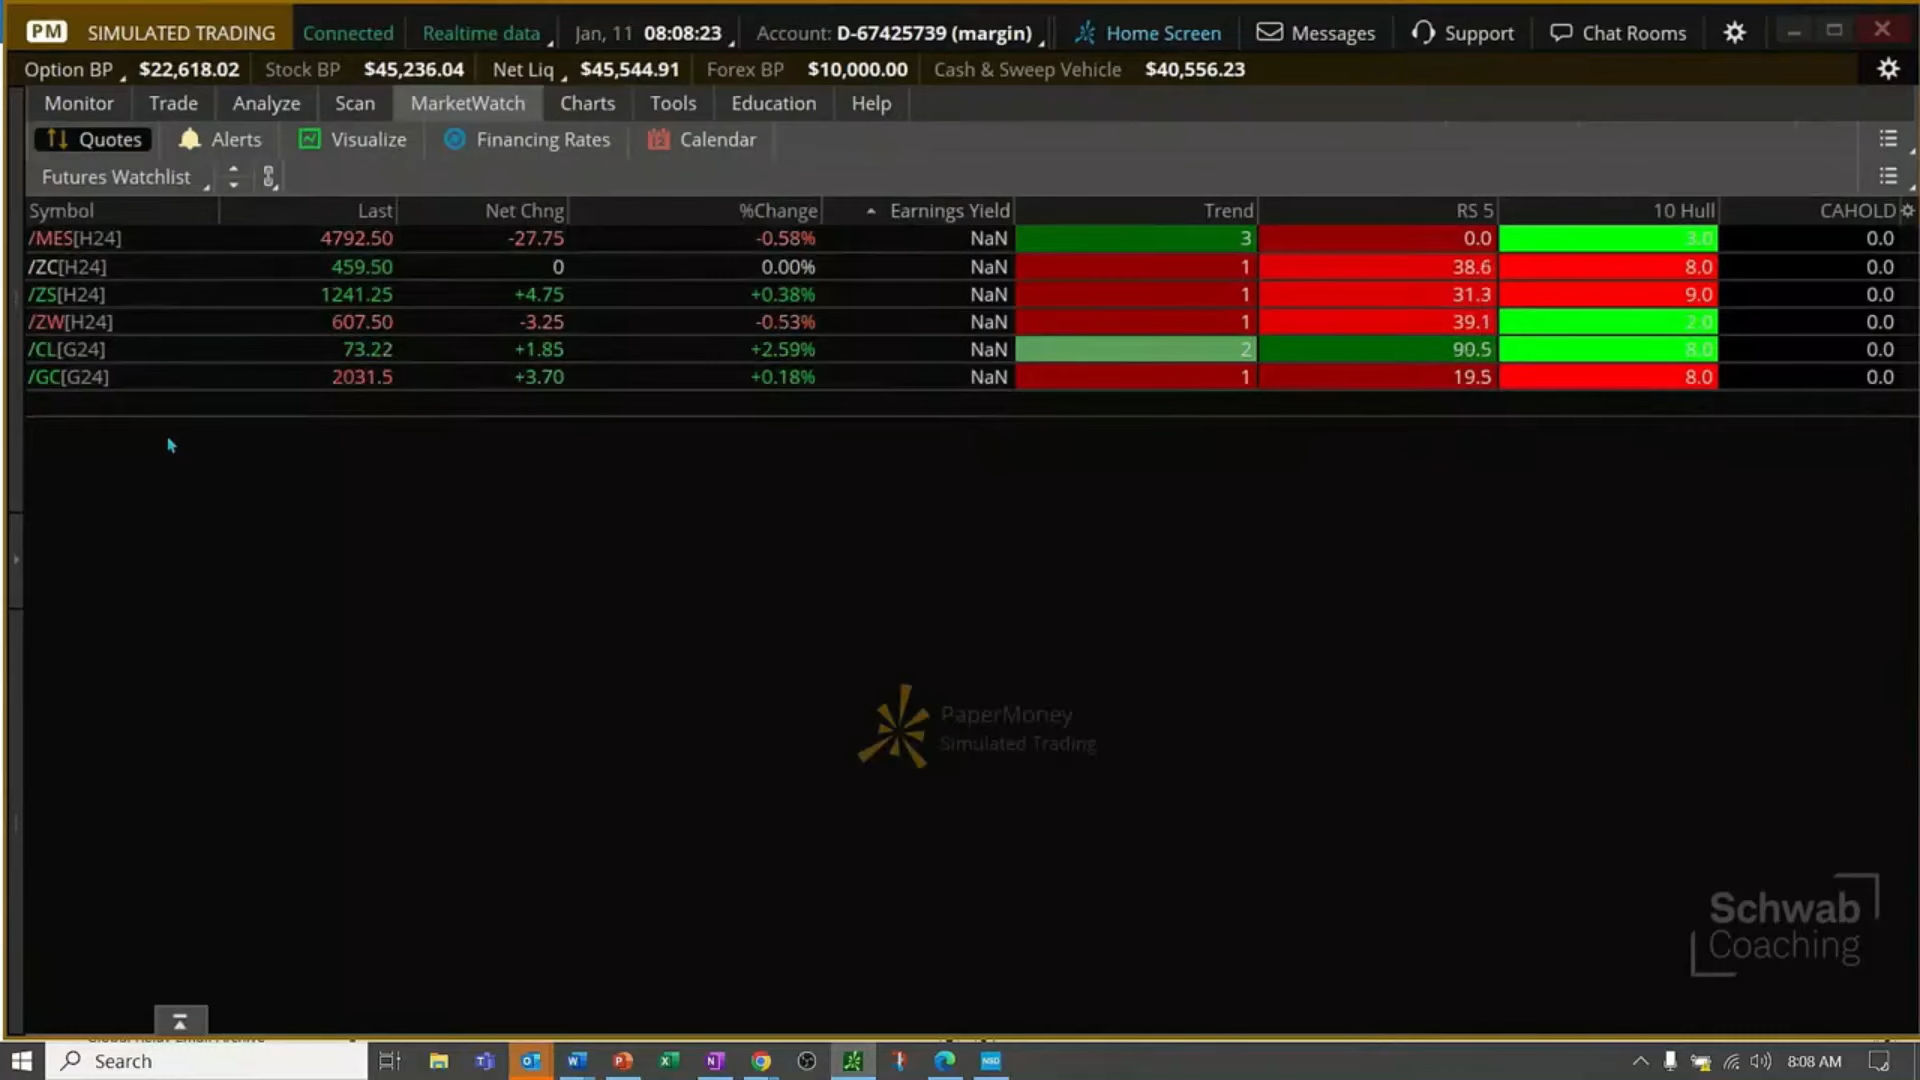 PM SIMULATED TRADING Connected Realtime data Jan, 11 08:08:23 Account: D-67425739 (margin) Home Screen Messages Support Chat Rooms
Option BP $22,618.02 Stock BP $45,236.04 Net Liq $45,544.91 Forex BP $10,000.00 Cash & Sweep Vehicle $40,556.23
Monitor Trade Analyze Scan MarketWatch Charts Tools Education Help
Quotes Alerts Visualize Financing Rates 12 Calendar
Futures Watchlist
Symbol Last Net Chng %Change Earnings Yield Trend RS 5 10 Hull CAHOLD
/MES[H24] 4792.50 -27.75 -0.58% NaN 3 0.0 3.0 0.0
/ZC[H24] 459.50 0 0.00% NaN 1 38.6 8.0 0.0
/ZS[H24] 1241.25 +4.75 +0.38% NaN 1 31.3 9.0 0.0
/ZW[H24] 607.50 -3.25 -0.53% NaN 1 39.1 2.0 0.0
/CL[G24] 73.22 +1.85 +2.59% NaN 2 90.5 8.0 0.0
/GC[G24] 2031.5 +3.70 +0.18% NaN 1 19.5 8.0 0.0
PaperMoney
Simulated Trading
Schwab
Coaching
Search 8:08 AM